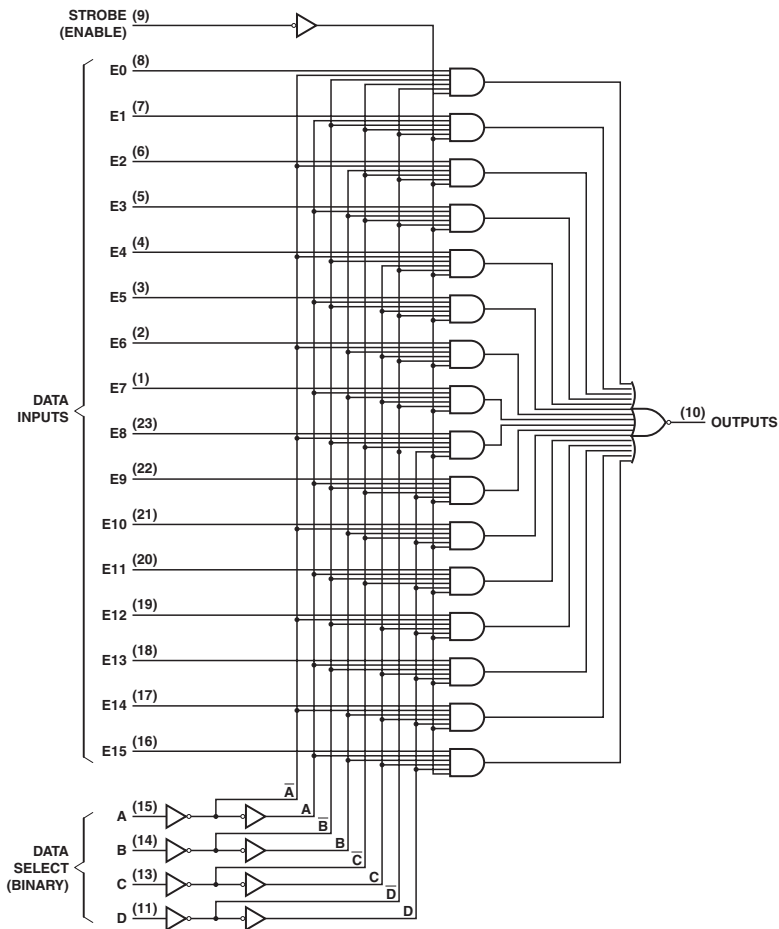 STROBE (9)
(ENABLE)
E0 (8)
E1 (7)
E2 (6)
E3 (5)
E4 (4)
E5 (3)
E6 (2)
E7 (1)
DATA
INPUTS
(10) OUTPUTS
E8 (23)
E9 (22)
E10 (21)
E11 (20)
E12 (19)
E13 (18)
E14 (17)
E15 (16)
A̅
A (15)
A
B̅
B (14)
B
C̅
DATA
SELECT
(BINARY)
C (13)
C
D̅
D (11)
D